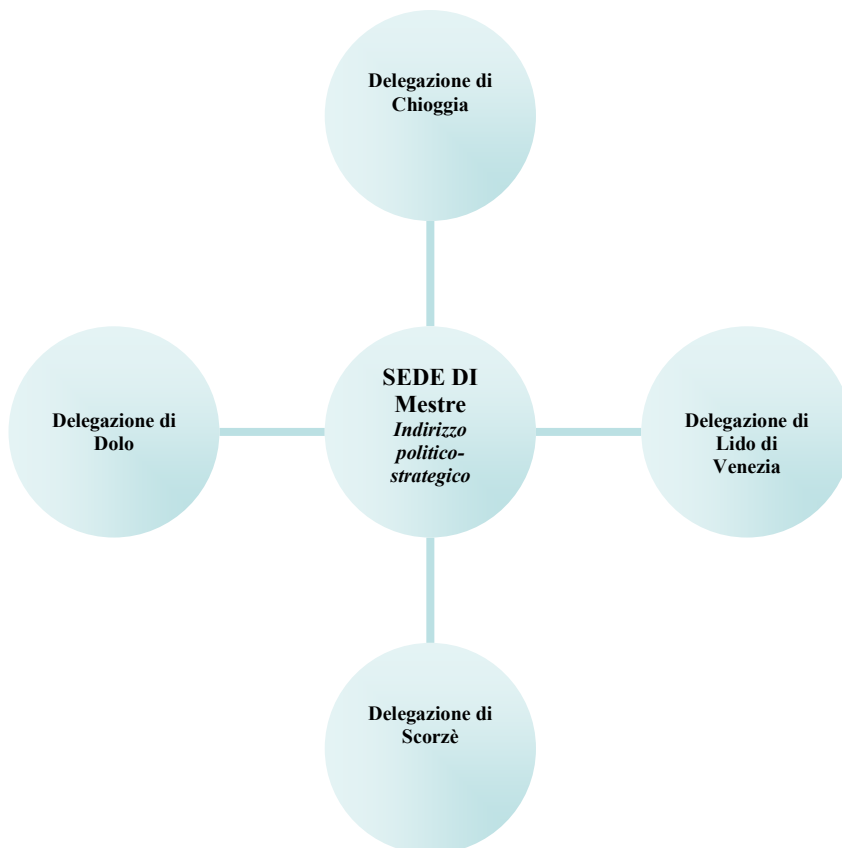 Delegazione di
Chioggia
Delegazione di
Dolo
SEDE DI
Mestre
Indirizzo
politico-
strategico
Delegazione di
Lido di
Venezia
Delegazione di
Scorzè